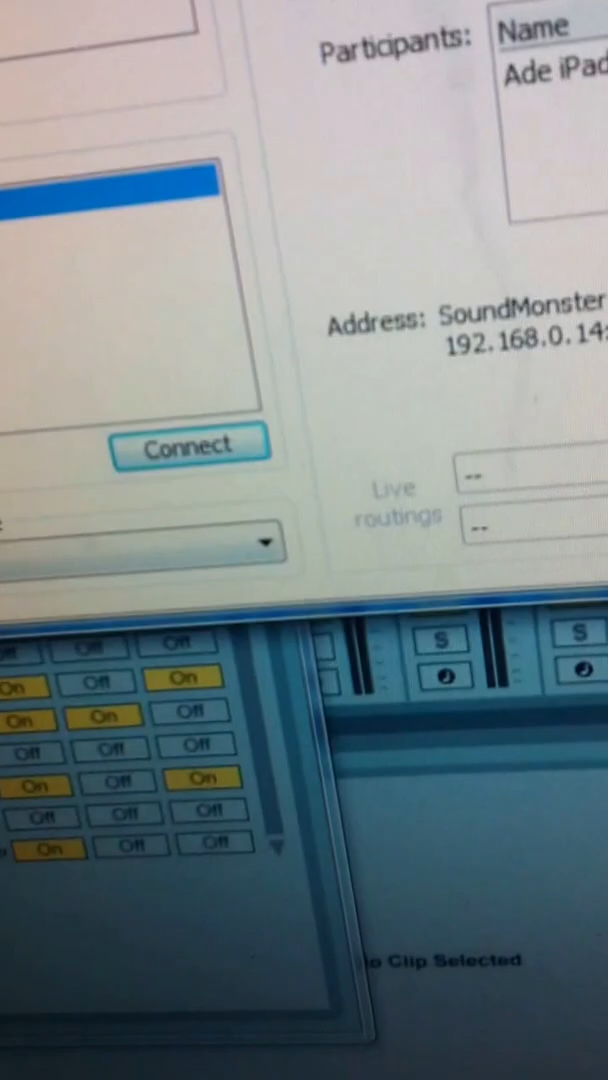 Participants:
Name
Ade iPad
Address: SoundMonster
192.168.0.14:
Connect
Live
routings
--
--
Off Off
On Off On
On On Off
Off Off Off
On Off On
Off Off Off
On Off Off
S
S
Clip Selected